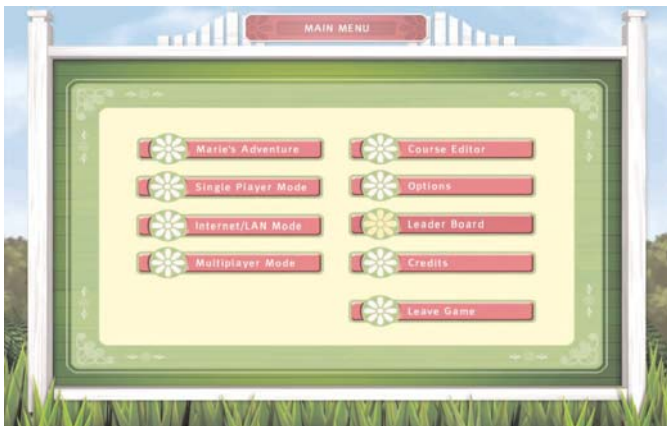 MAIN MENU
Marie's Adventure
Single Player Mode
Internet/LAN Mode
Multiplayer Mode
Course Editor
Options
Leader Board
Credits
Leave Game